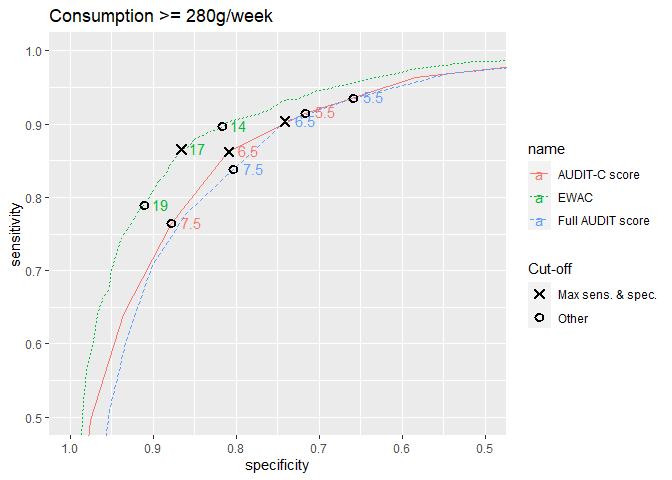 Consumption >= 280g/week
sensitivity
1.0
0.9
0.8
0.7
0.6
0.5
14
17
19
5.5
5.5
6.5
6.5
7.5
7.5
1.0 0.9 0.8 0.7 0.6 0.5
specificity
name
a AUDIT-C score
a EWAC
a Full AUDIT score
Cut-off
Max sens. & spec.
Other